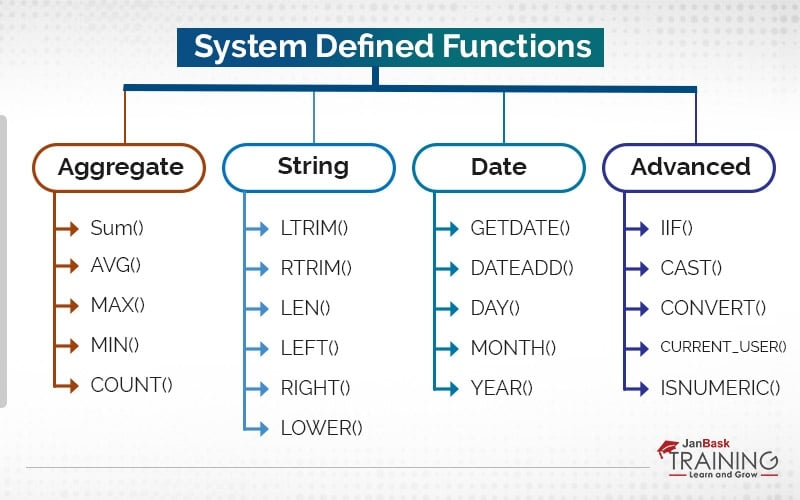 System Defined Functions
Aggregate
Sum()
AVG()
MAX()
MIN()
COUNT()
String
LTRIM()
RTRIM()
LEN()
LEFT()
RIGHT()
LOWER()
Date
GETDATE()
DATEADD()
DAY()
MONTH()
YEAR()
Advanced
IIF()
CAST()
CONVERT()
CURRENT_USER()
ISNUMERIC()
JanBask
TRAINING
Learn and Grow